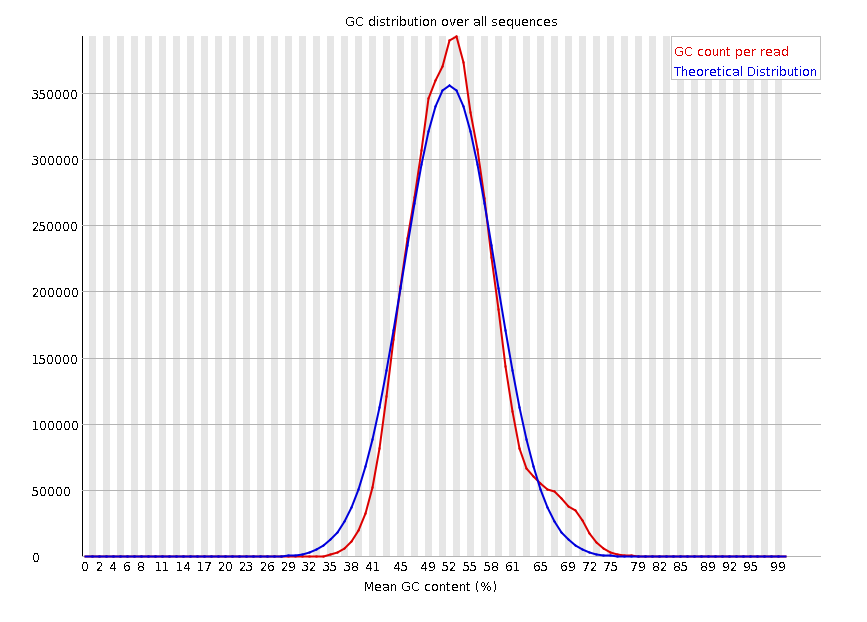 GC distribution over all sequences
GC count per read
Theoretical Distribution
350000
300000
250000
200000
150000
100000
50000
0
0 2 4 6 8 11 14 17 20 23 26 29 32 35 38 41 45 49 52 55 58 61 65 69 72 75 79 82 85 89 92 95 99
Mean GC content (%)